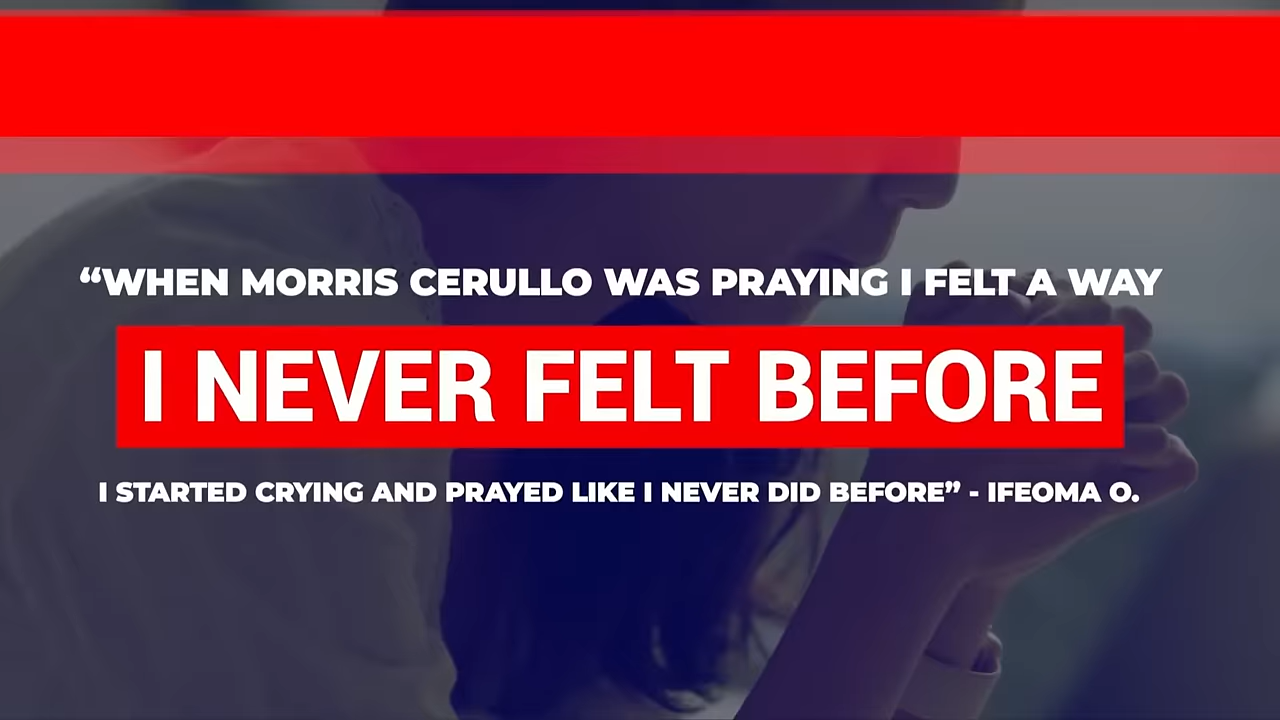 “WHEN MORRIS CERULLO WAS PRAYING I FELT A WAY
I NEVER FELT BEFORE
I STARTED CRYING AND PRAYED LIKE I NEVER DID BEFORE” - IFEOMA O.